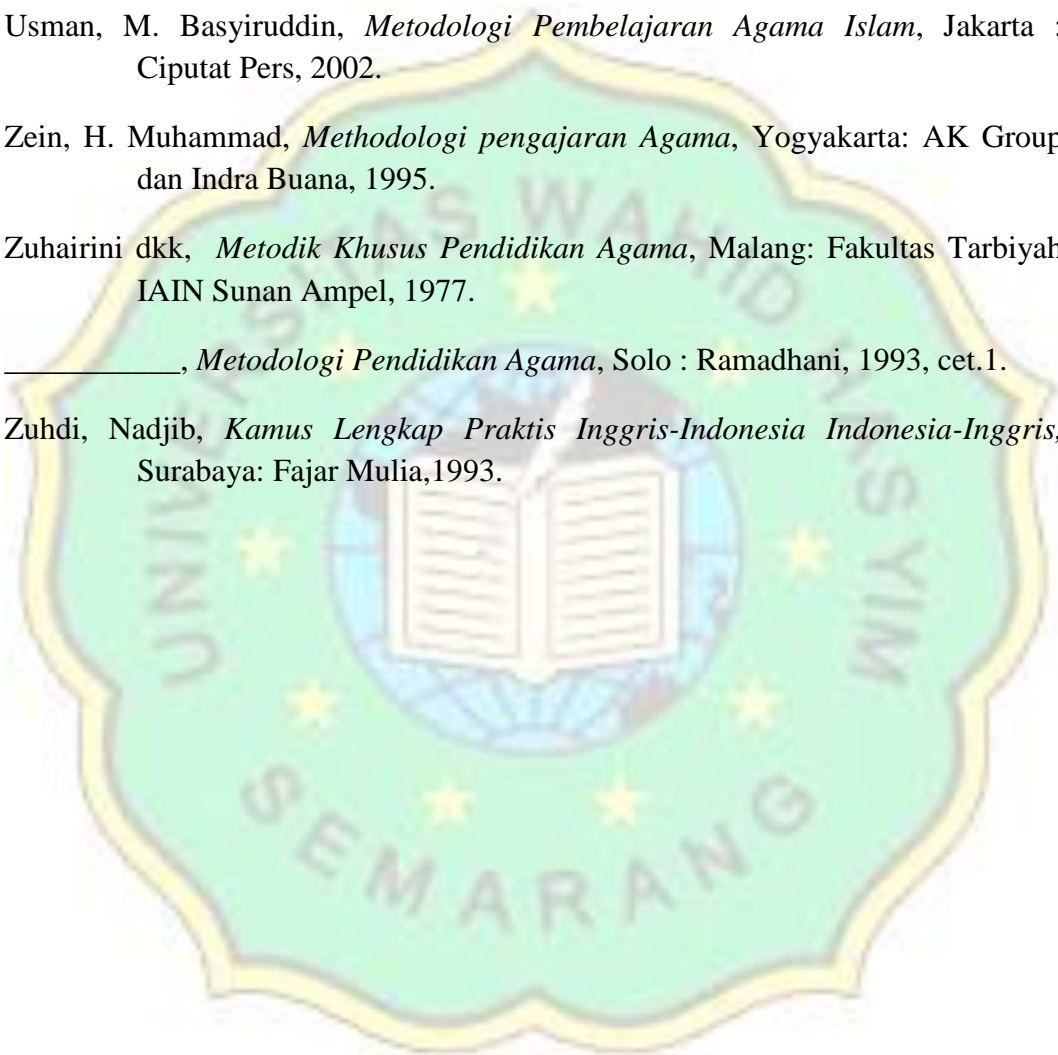 Usman, M. Basyiruddin, Metodologi Pembelajaran Agama Islam, Jakarta :
Ciputat Pers, 2002.
Zein, H. Muhammad, Methodologi pengajaran Agama, Yogyakarta: AK Group
dan Indra Buana, 1995.
Zuhairini dkk, Metodik Khusus Pendidikan Agama, Malang: Fakultas Tarbiyah
IAIN Sunan Ampel, 1977.
___________, Metodologi Pendidikan Agama, Solo : Ramadhani, 1993, cet.1.
Zuhdi, Nadjib, Kamus Lengkap Praktis Inggris-Indonesia Indonesia-Inggris,
Surabaya: Fajar Mulia,1993.
UNIVERSITAS WAHID HASYIM
SEMARANG